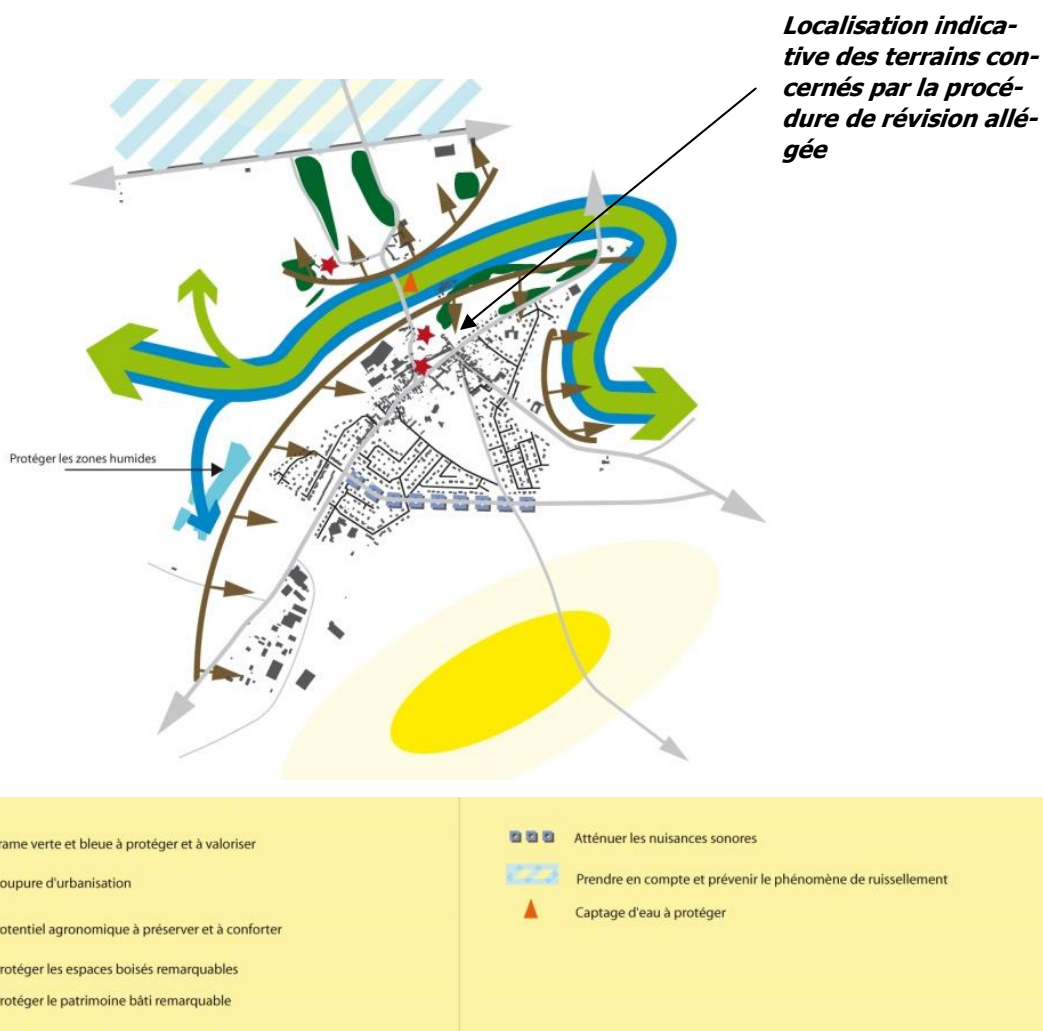 Localisation indica-
tive des terrains con-
cernés par la procé-
dure de révision allé-
gée
Protéger les zones humides
rame verte et bleue à protéger et à valoriser
oupure d'urbanisation
otentiel agronomique à préserver et à conforter
rotéger les espaces boisés remarquables
rotéger le patrimoine bâti remarquable
Atténuer les nuisances sonores
Prendre en compte et prévenir le phénomène de ruissellement
Captage d'eau à protéger